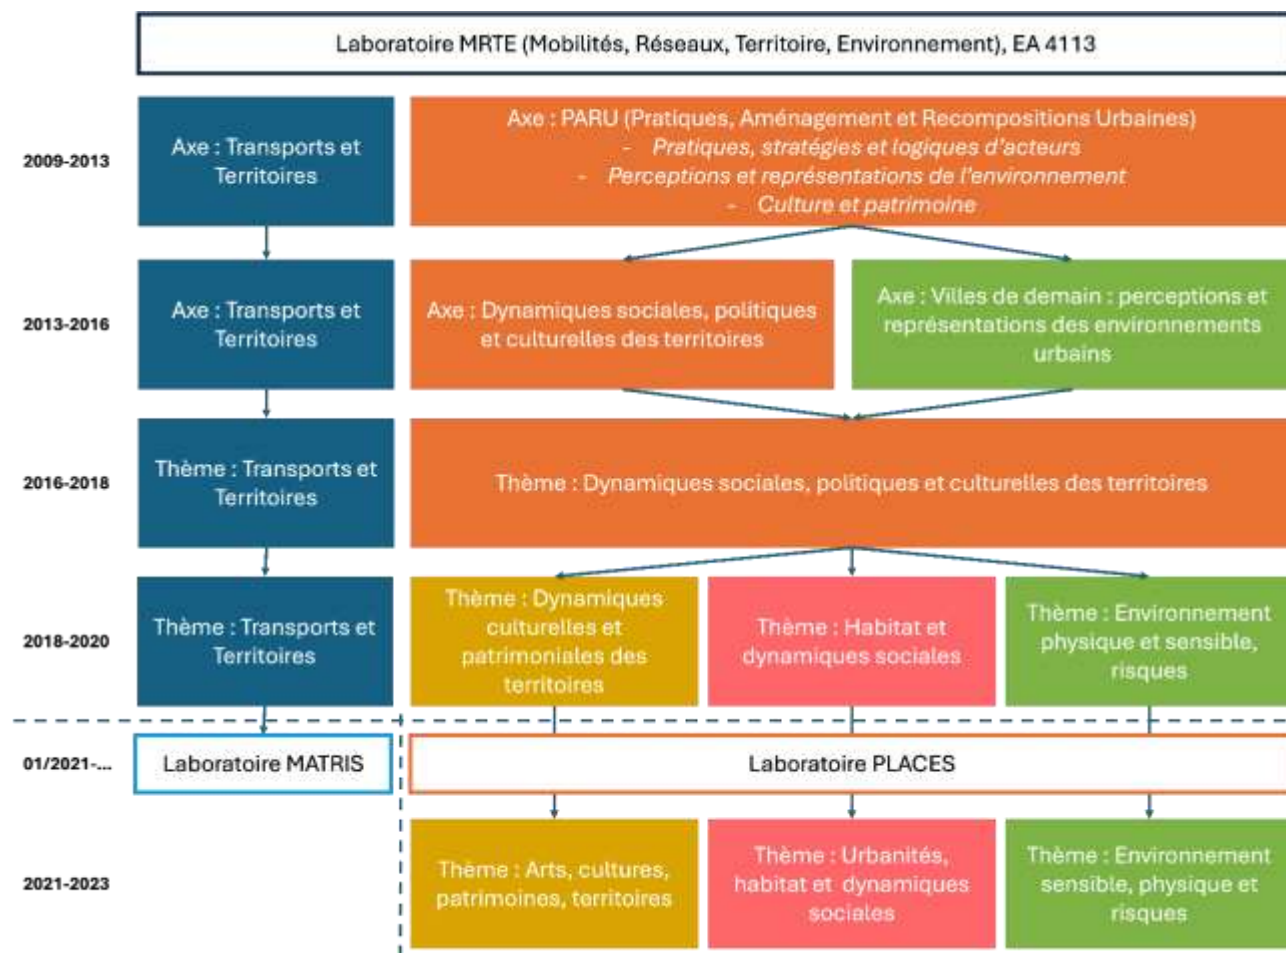 Laboratoire MRTE (Mobilités, Réseaux, Territoire, Environnement), EA 4113
2009-2013
Axe : Transports et
Territoires
Axe : PARU (Pratiques, Aménagement et Recompositions Urbaines)
- Pratiques, stratégies et logiques d'acteurs
- Perceptions et représentations de l'environnement
- Culture et patrimoine
2013-2016
Axe : Transports et
Territoires
Axe : Dynamiques sociales, politiques
et culturelles des territoires
Axe : Villes de demain : perceptions et
représentations des environnements
urbains
2016-2018
Thème : Transports et
Territoires
Thème : Dynamiques sociales, politiques et culturelles des territoires
2018-2020
Thème : Transports et
Territoires
Thème : Dynamiques
culturelles et
patrimoniales des
territoires
Thème : Habitat et
dynamiques sociales
Thème : Environnement
physique et sensible,
risques
01/2021-...
Laboratoire MATRIS
Laboratoire PLACES
2021-2023
Thème : Arts, cultures,
patrimoines, territoires
Thème : Urbanités,
habitat et dynamiques
sociales
Thème : Environnement
sensible, physique et
risques